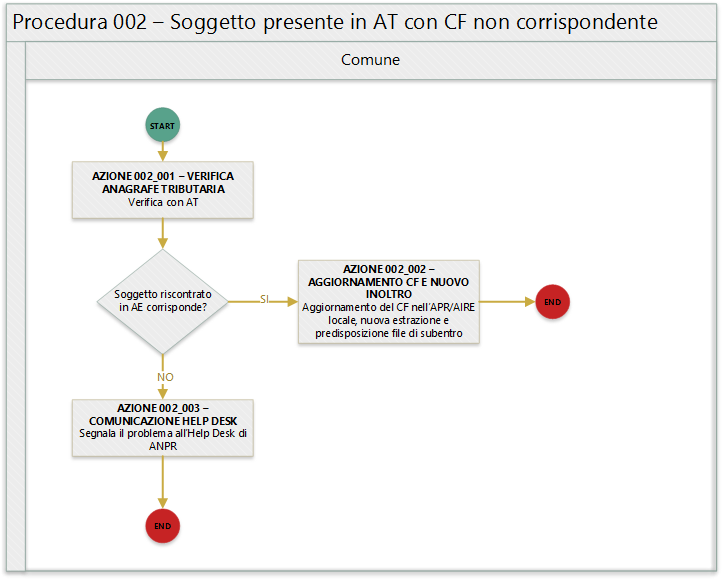 Procedura 002 – Soggetto presente in AT con CF non corrispondente
Comune
START
AZIONE 002_001 – VERIFICA
ANAGRAFE TRIBUTARIA
Verifica con AT
Soggetto riscontrato
in AE corrisponde?
SI
AZIONE 002_002 –
AGGIORNAMENTO CF E NUOVO
INOLTRO
Aggiornamento del CF nell'APR/AIRE
locale, nuova estrazione e
predisposizione file di subentro
END
NO
AZIONE 002_003 –
COMUNICAZIONE HELP DESK
Segnala il problema all'Help Desk di
ANPR
END